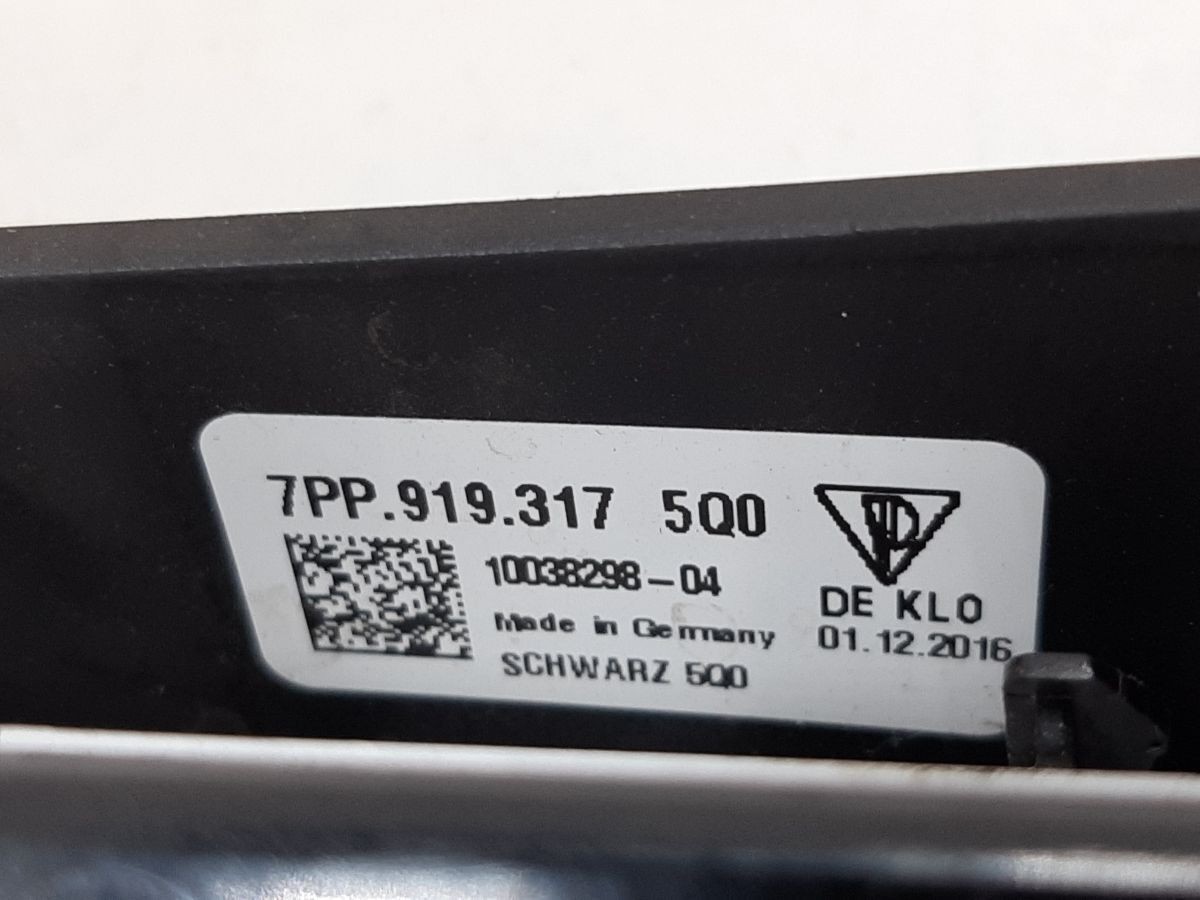 7PP.919.317 5Q0
10038298-04
Made in Germany
SCHWARZ 5Q0
DE KLO
01.12.2016